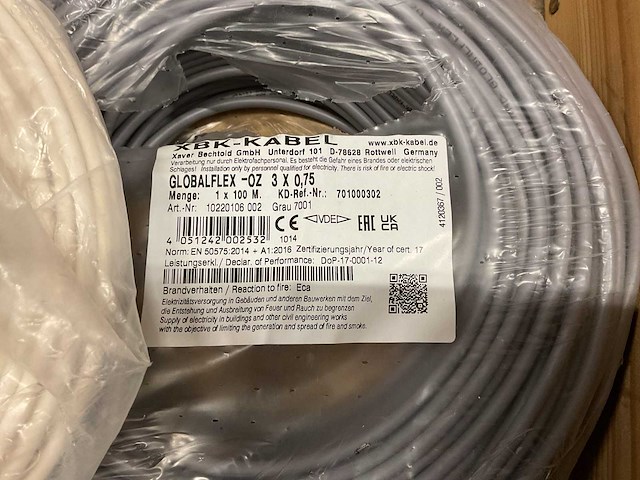 XBK-KABEL www.xbk-kabel.de
Xaver Bechtold GmbH Unterdorf 101 D-78628 Rottweil Germany
Verarbeitung nur durch Elektrofachpersonal. Es besteht die Gefahr eines Brandes oder elektrischen
Schlages! Installation only by personnel qualified for electricity. There is risk of fire or electric shock!
GLOBALFLEX -OZ 3 X 0,75
Menge: 1 x 100 M. KD-Ref.-Nr: 701000302
Art.-Nr: 10220106 002 Grau 7001
CE ◁VDE▷ EAC UKCA
4 051242 002532 1014
Norm: EN 50575:2014 + A1:2016 Zertifizierungsjahr/Year of cert. 17
Leistungserkl./ Declar. of Performance: DoP-17-0001-12
Brandverhalten / Reaction to fire: Eca
Elektrizitätsversorgung in Gebäuden und anderen Bauwerken mit dem Ziel,
die Entstehung und Ausbreitung von Feuer und Rauch zu begrenzen
Supply of electricity in buildings and other civil engineering works
with the objective of limiting the generation and spread of fire and smoke.
4120367 / 002